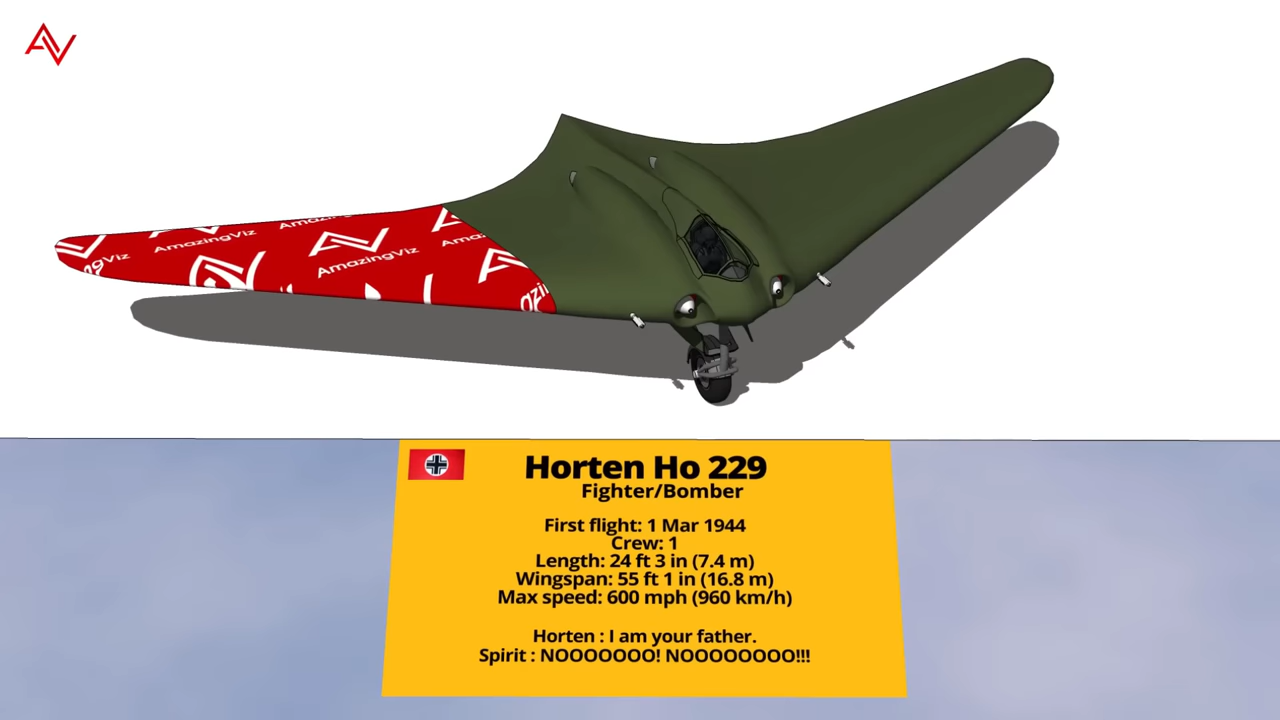 AmazingViz
AmazingViz
Horten Ho 229
Fighter/Bomber
First flight: 1 Mar 1944
Crew: 1
Length: 24 ft 3 in (7.4 m)
Wingspan: 55 ft 1 in (16.8 m)
Max speed: 600 mph (960 km/h)
Horten : I am your father.
Spirit : NOOOOOOO! NOOOOOOOO!!!